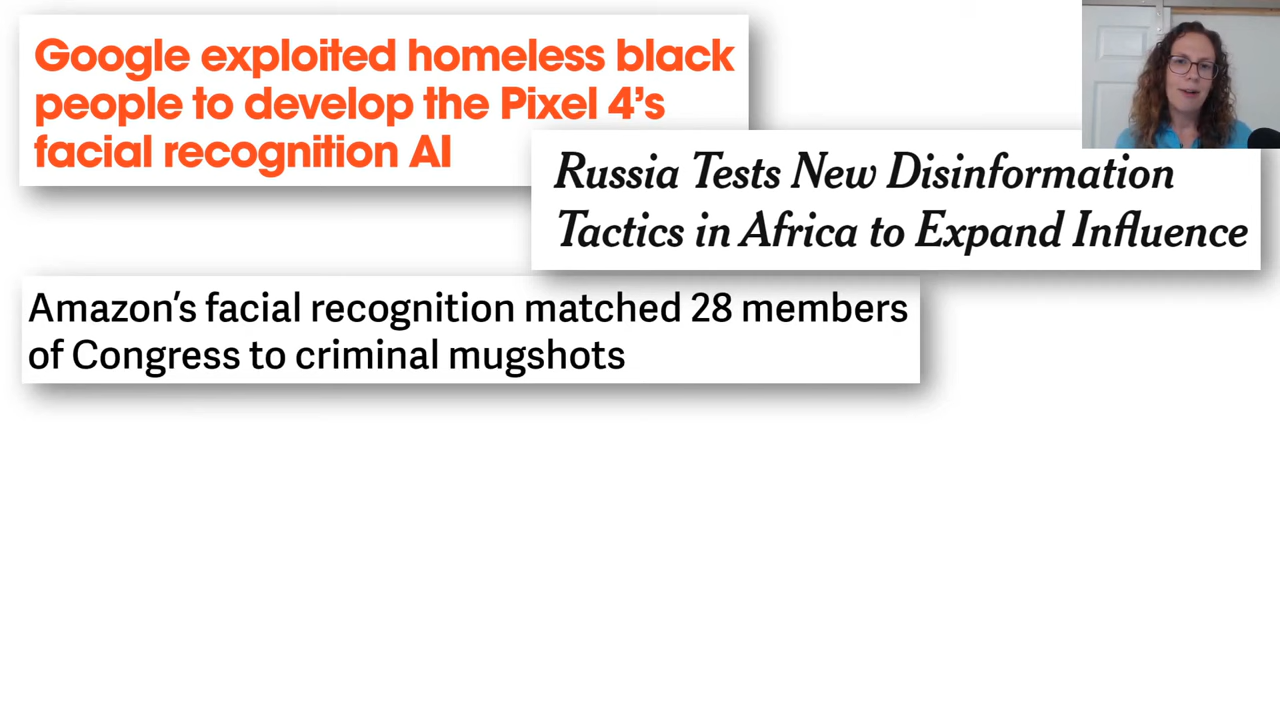 Google exploited homeless black
people to develop the Pixel 4’s
facial recognition AI
Russia Tests New Disinformation
Tactics in Africa to Expand Influence
Amazon’s facial recognition matched 28 members
of Congress to criminal mugshots